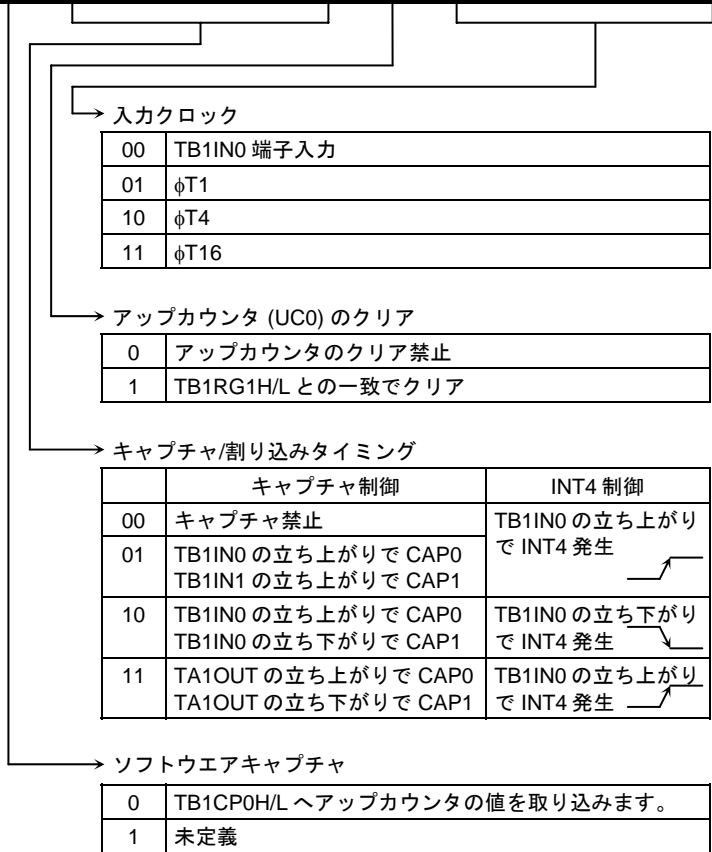 入力クロック
00 TB1IN0 端子入力
01 ϕT1
10 ϕT4
11 ϕT16
アップカウンタ (UC0) のクリア
0 アップカウンタのクリア禁止
1 TB1RG1H/L との一致でクリア
キャプチャ/割り込みタイミング
キャプチャ制御 INT4 制御
00 キャプチャ禁止 TB1IN0 の立ち上がり
01 TB1IN0 の立ち上がりで CAP0 で INT4 発生
TB1IN1 の立ち上がりで CAP1
10 TB1IN0 の立ち上がりで CAP0 TB1IN0 の立ち下がり
TB1IN0 の立ち下がりで CAP1 で INT4 発生
11 TA1OUT の立ち上がりで CAP0 TB1IN0 の立ち上がり
TA1OUT の立ち下がりで CAP1 で INT4 発生
ソフトウエアキャプチャ
0 TB1CP0H/L へアップカウンタの値を取り込みます。
1 未定義